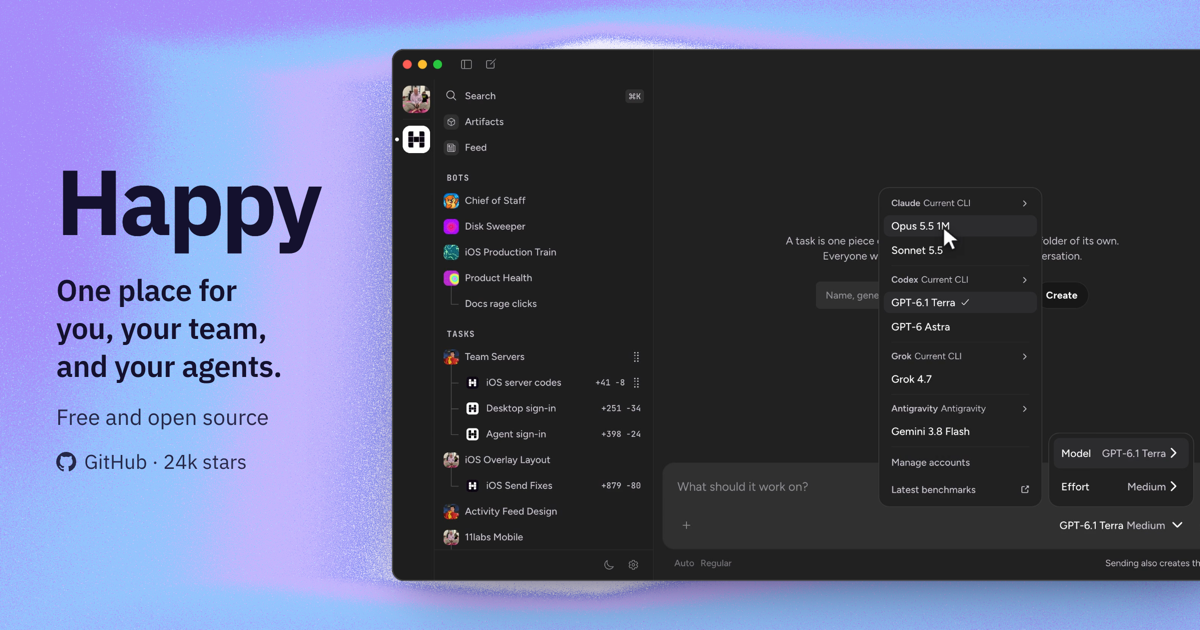 Happy
One place for
you, your team,
and your agents.
Free and open source
GitHub · 24k stars
Search
⌘K
Artifacts
Feed
BOTS
Chief of Staff
Disk Sweeper
iOS Production Train
Product Health
Docs rage clicks
TASKS
Team Servers
iOS server codes +41 -8
Desktop sign-in +251 -34
Agent sign-in +398 -24
iOS Overlay Layout
iOS Send Fixes +879 -80
Activity Feed Design
11labs Mobile
A task is one piece
folder of its own.
Everyone
Name, gene
Create
Claude Current CLI
Opus 5.5 1M
Sonnet 5.5
Codex Current CLI
GPT-6.1 Terra ✓
GPT-6 Astra
Grok Current CLI
Grok 4.7
Antigravity Antigravity
Gemini 3.8 Flash
Manage accounts
Latest benchmarks
Model GPT-6.1 Terra
Effort Medium
What should it work on?
+
GPT-6.1 Terra Medium
Auto Regular
Sending also creates